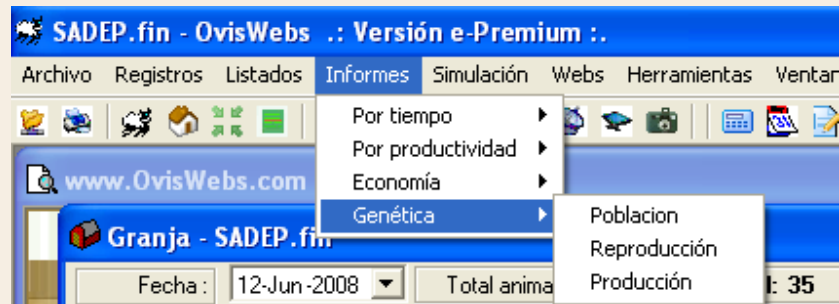 SADEP.fin - OvisWebs .: Versión e-Premium :.
Archivo Registros Listados Informes Simulación Webs Herramientas Ventan
Por tiempo
Por productividad
www.OvisWebs.com
Economía
Genética
Poblacion
Granja - SADEP.fin
Reproducción
Fecha : 12-Jun-2008 Total anima Producción l: 35